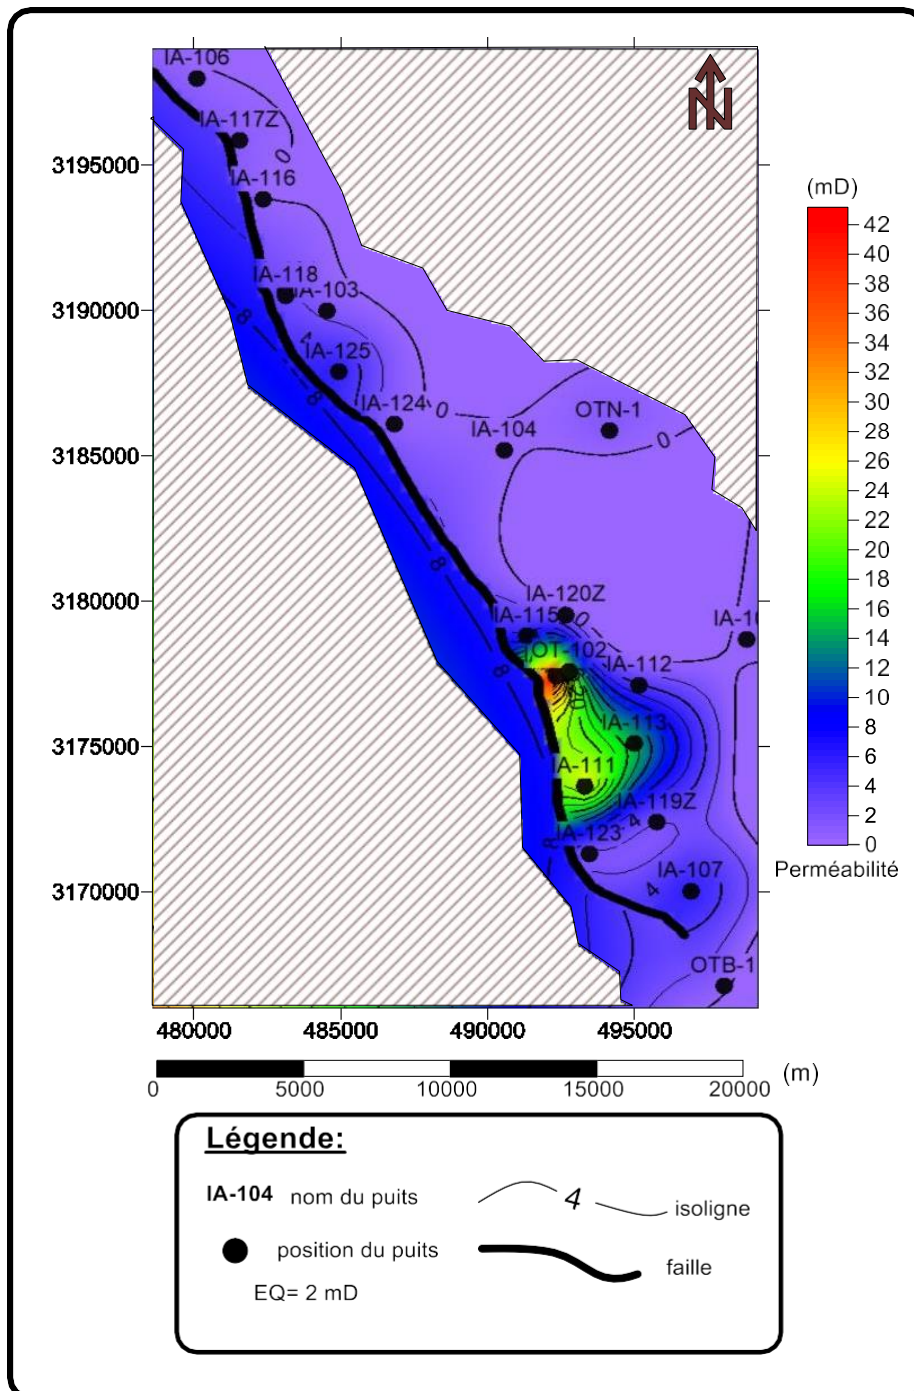 N
IA-106
IA-117Z
0
3195000
IA-116
(mD)
42
40
38
36
34
32
30
28
26
24
22
20
18
16
14
12
10
8
6
4
2
0
Perméabilité
IA-118
IA-103
3190000
8
4
IA-125
8
IA-124
0
OTN-1
IA-104
0
3185000
8
3180000
IA-120Z
IA-115
0
IA-10
OT-102
IA-112
8
20
IA-113
3175000
IA-111
IA-119Z
4
IA-123
8
IA-107
4
3170000
OTB-1
480000 485000 490000 495000
0 5000 10000 15000 20000 (m)
Légende:
IA-104 nom du puits
4 isoligne
position du puits
faille
EQ= 2 mD